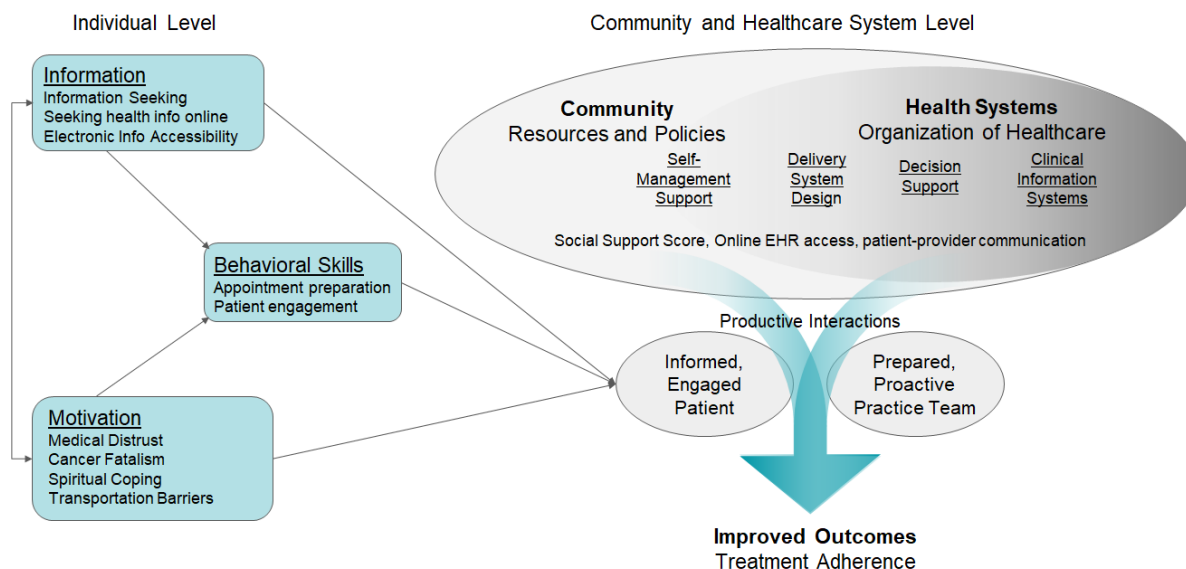 Individual Level
Information
Information Seeking
Seeking health info online
Electronic Info Accessibility
Behavioral Skills
Appointment preparation
Patient engagement
Motivation
Medical Distrust
Cancer Fatalism
Spiritual Coping
Transportation Barriers
Community and Healthcare System Level
Community
Resources and Policies
Health Systems
Organization of Healthcare
Self-
Management
Support
Delivery
System
Design
Decision
Support
Clinical
Information
Systems
Social Support Score, Online EHR access, patient-provider communication
Productive Interactions
Informed,
Engaged
Patient
Prepared,
Proactive
Practice Team
Improved Outcomes
Treatment Adherence